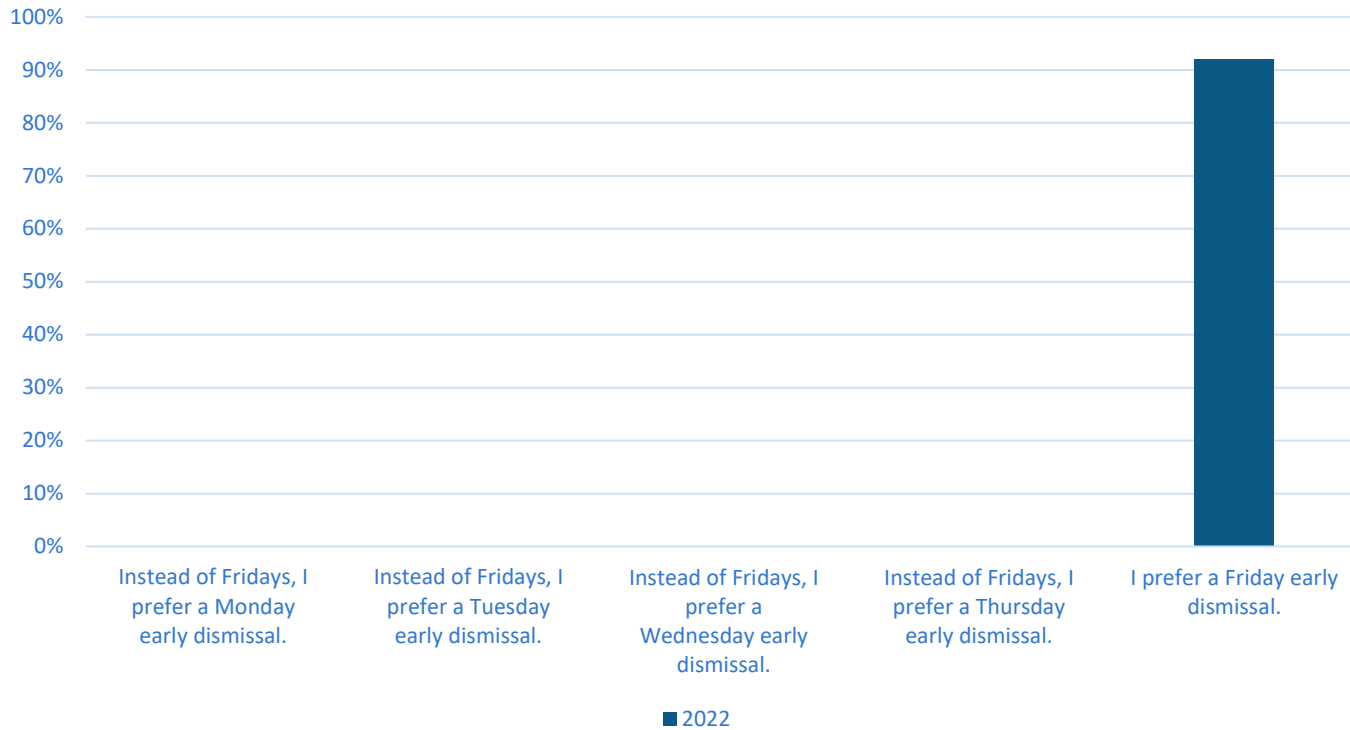 100%
90%
80%
70%
60%
50%
40%
30%
20%
10%
0%
Instead of Fridays, I
prefer a Monday
early dismissal.
Instead of Fridays, I
prefer a Tuesday
early dismissal.
Instead of Fridays, I
prefer a
Wednesday early
dismissal.
Instead of Fridays, I
prefer a Thursday
early dismissal.
I prefer a Friday early
dismissal.
2022